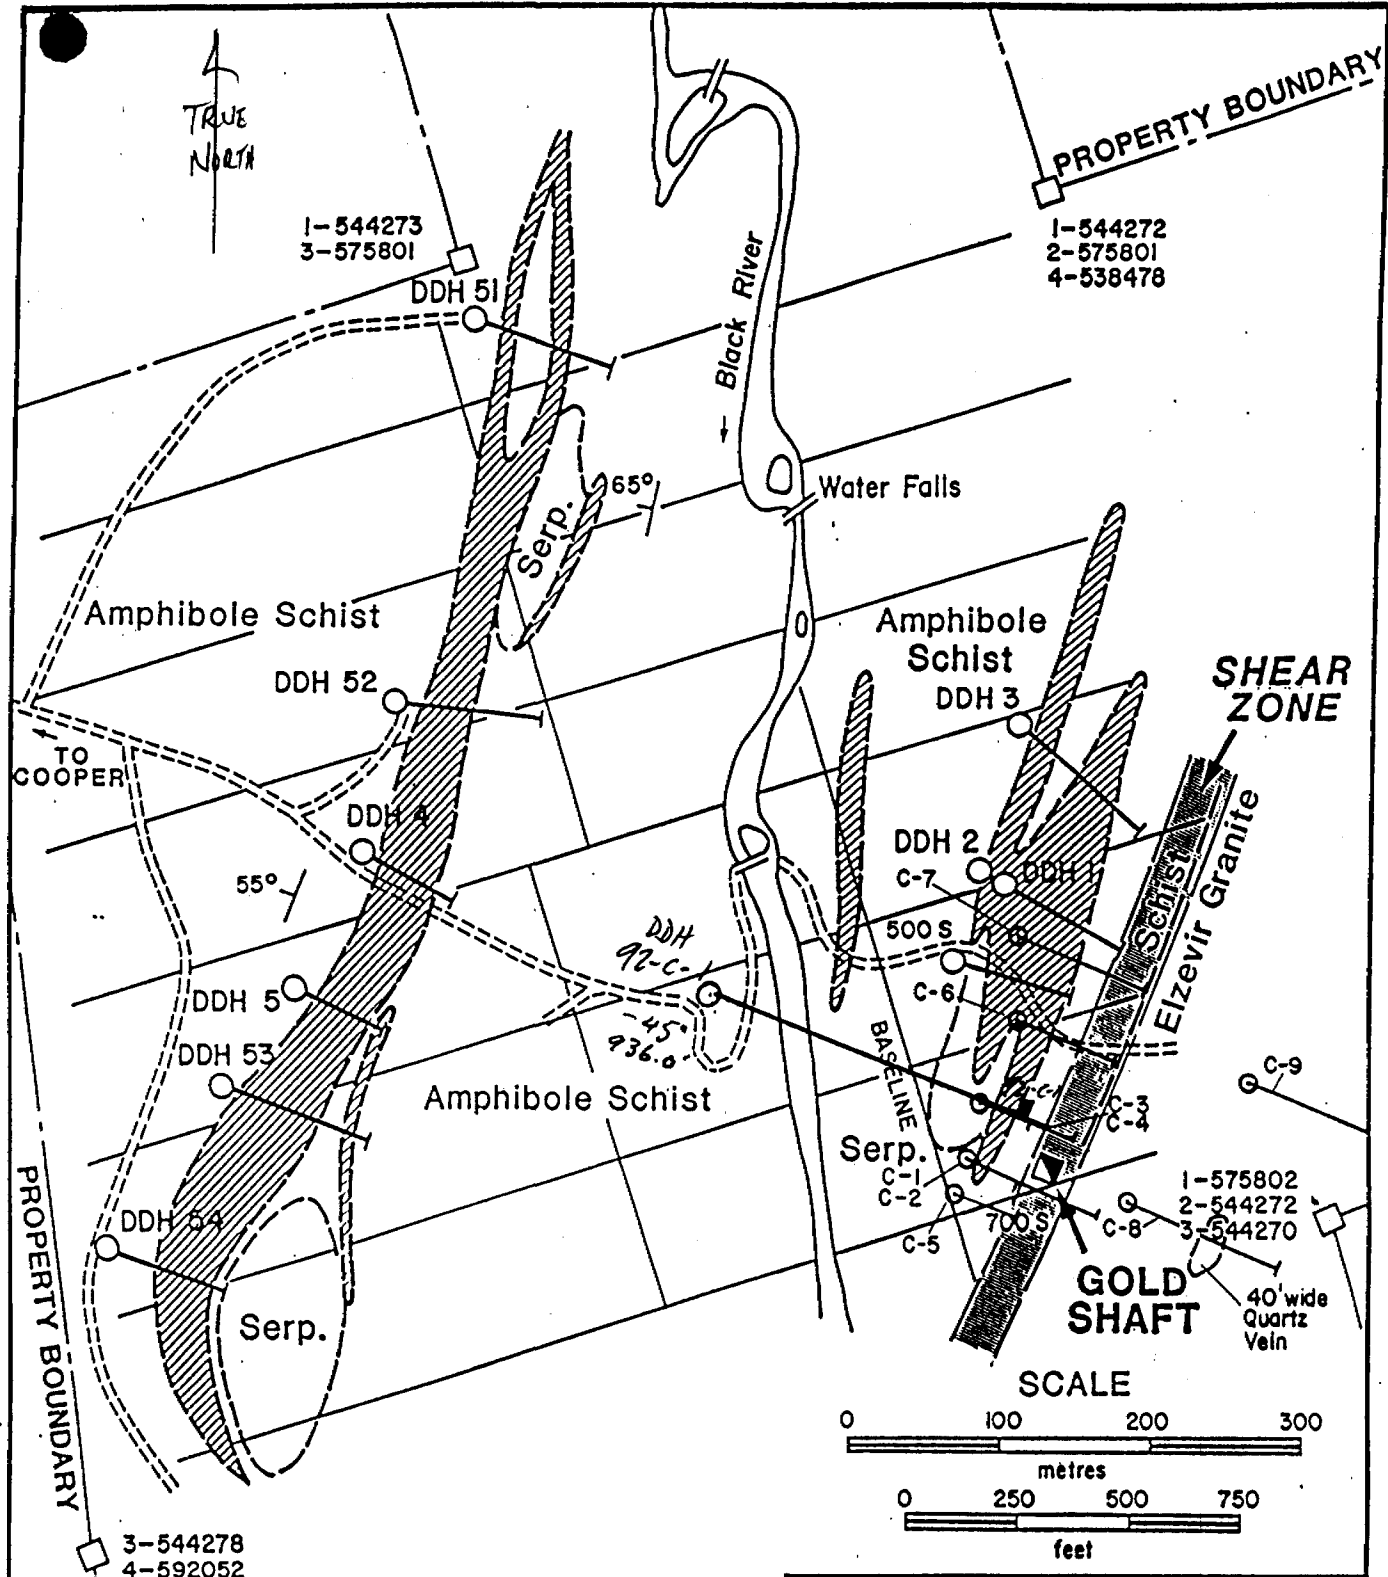 TRUE
NORTH
PROPERTY BOUNDARY
1-544273
3-575801
1-544272
2-575801
4-538478
DDH 51
Black River
65°
Water Falls
Serp.
Amphibole Schist
Amphibole
Schist
SHEAR
ZONE
DDH 52
DDH 3
TO
COOPER
DDH 4
DDH 2
DDH 1
C-7
55°
Schist
Elzevir Granite
500 S
DDH
92-C-1
DDH 5
C-6
-45°
936.0'
BASELINE
DDH 53
C-9
Amphibole Schist
C-3
C-4
Serp.
C-1
C-2
1-575802
2-544272
3-544270
PROPERTY BOUNDARY
DDH 54
700 S
C-8
C-5
GOLD
SHAFT
40' wide
Quartz
Vein
Serp.
SCALE
0 100 200 300
metres
0 250 500 750
feet
3-544278
4-592052